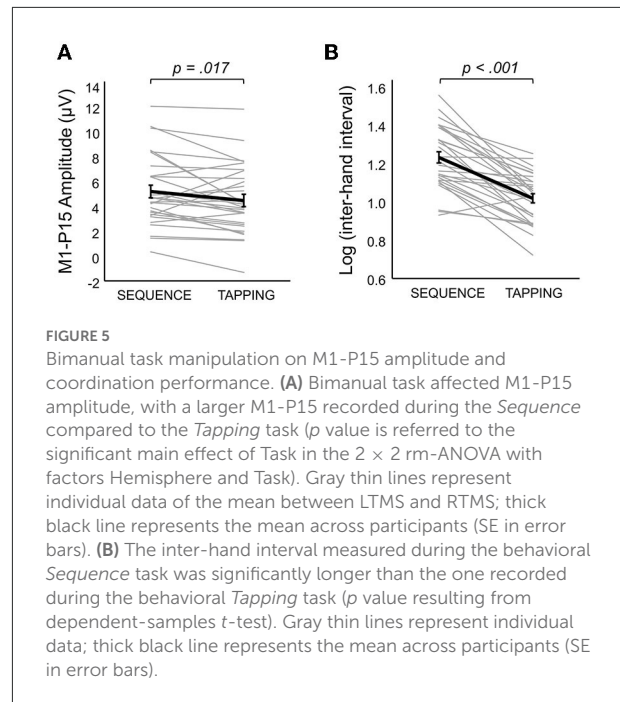 A
B
p = .017
p < .001
M1-P15 Amplitude (µV)
14
12
10
8
6
4
2
0
-2
SEQUENCE TAPPING
Log (inter-hand interval)
1.6
1.4
1.2
1.0
0.8
0.6
SEQUENCE TAPPING
FIGURE 5
Bimanual task manipulation on M1-P15 amplitude and
coordination performance. (A) Bimanual task affected M1-P15
amplitude, with a larger M1-P15 recorded during the Sequence
compared to the Tapping task (p value is referred to the
significant main effect of Task in the 2 × 2 rm-ANOVA with
factors Hemisphere and Task). Gray thin lines represent
individual data of the mean between LTMS and RTMS; thick
black line represents the mean across participants (SE in error
bars). (B) The inter-hand interval measured during the behavioral
Sequence task was significantly longer than the one recorded
during the behavioral Tapping task (p value resulting from
dependent-samples t-test). Gray thin lines represent individual
data; thick black line represents the mean across participants (SE
in error bars).